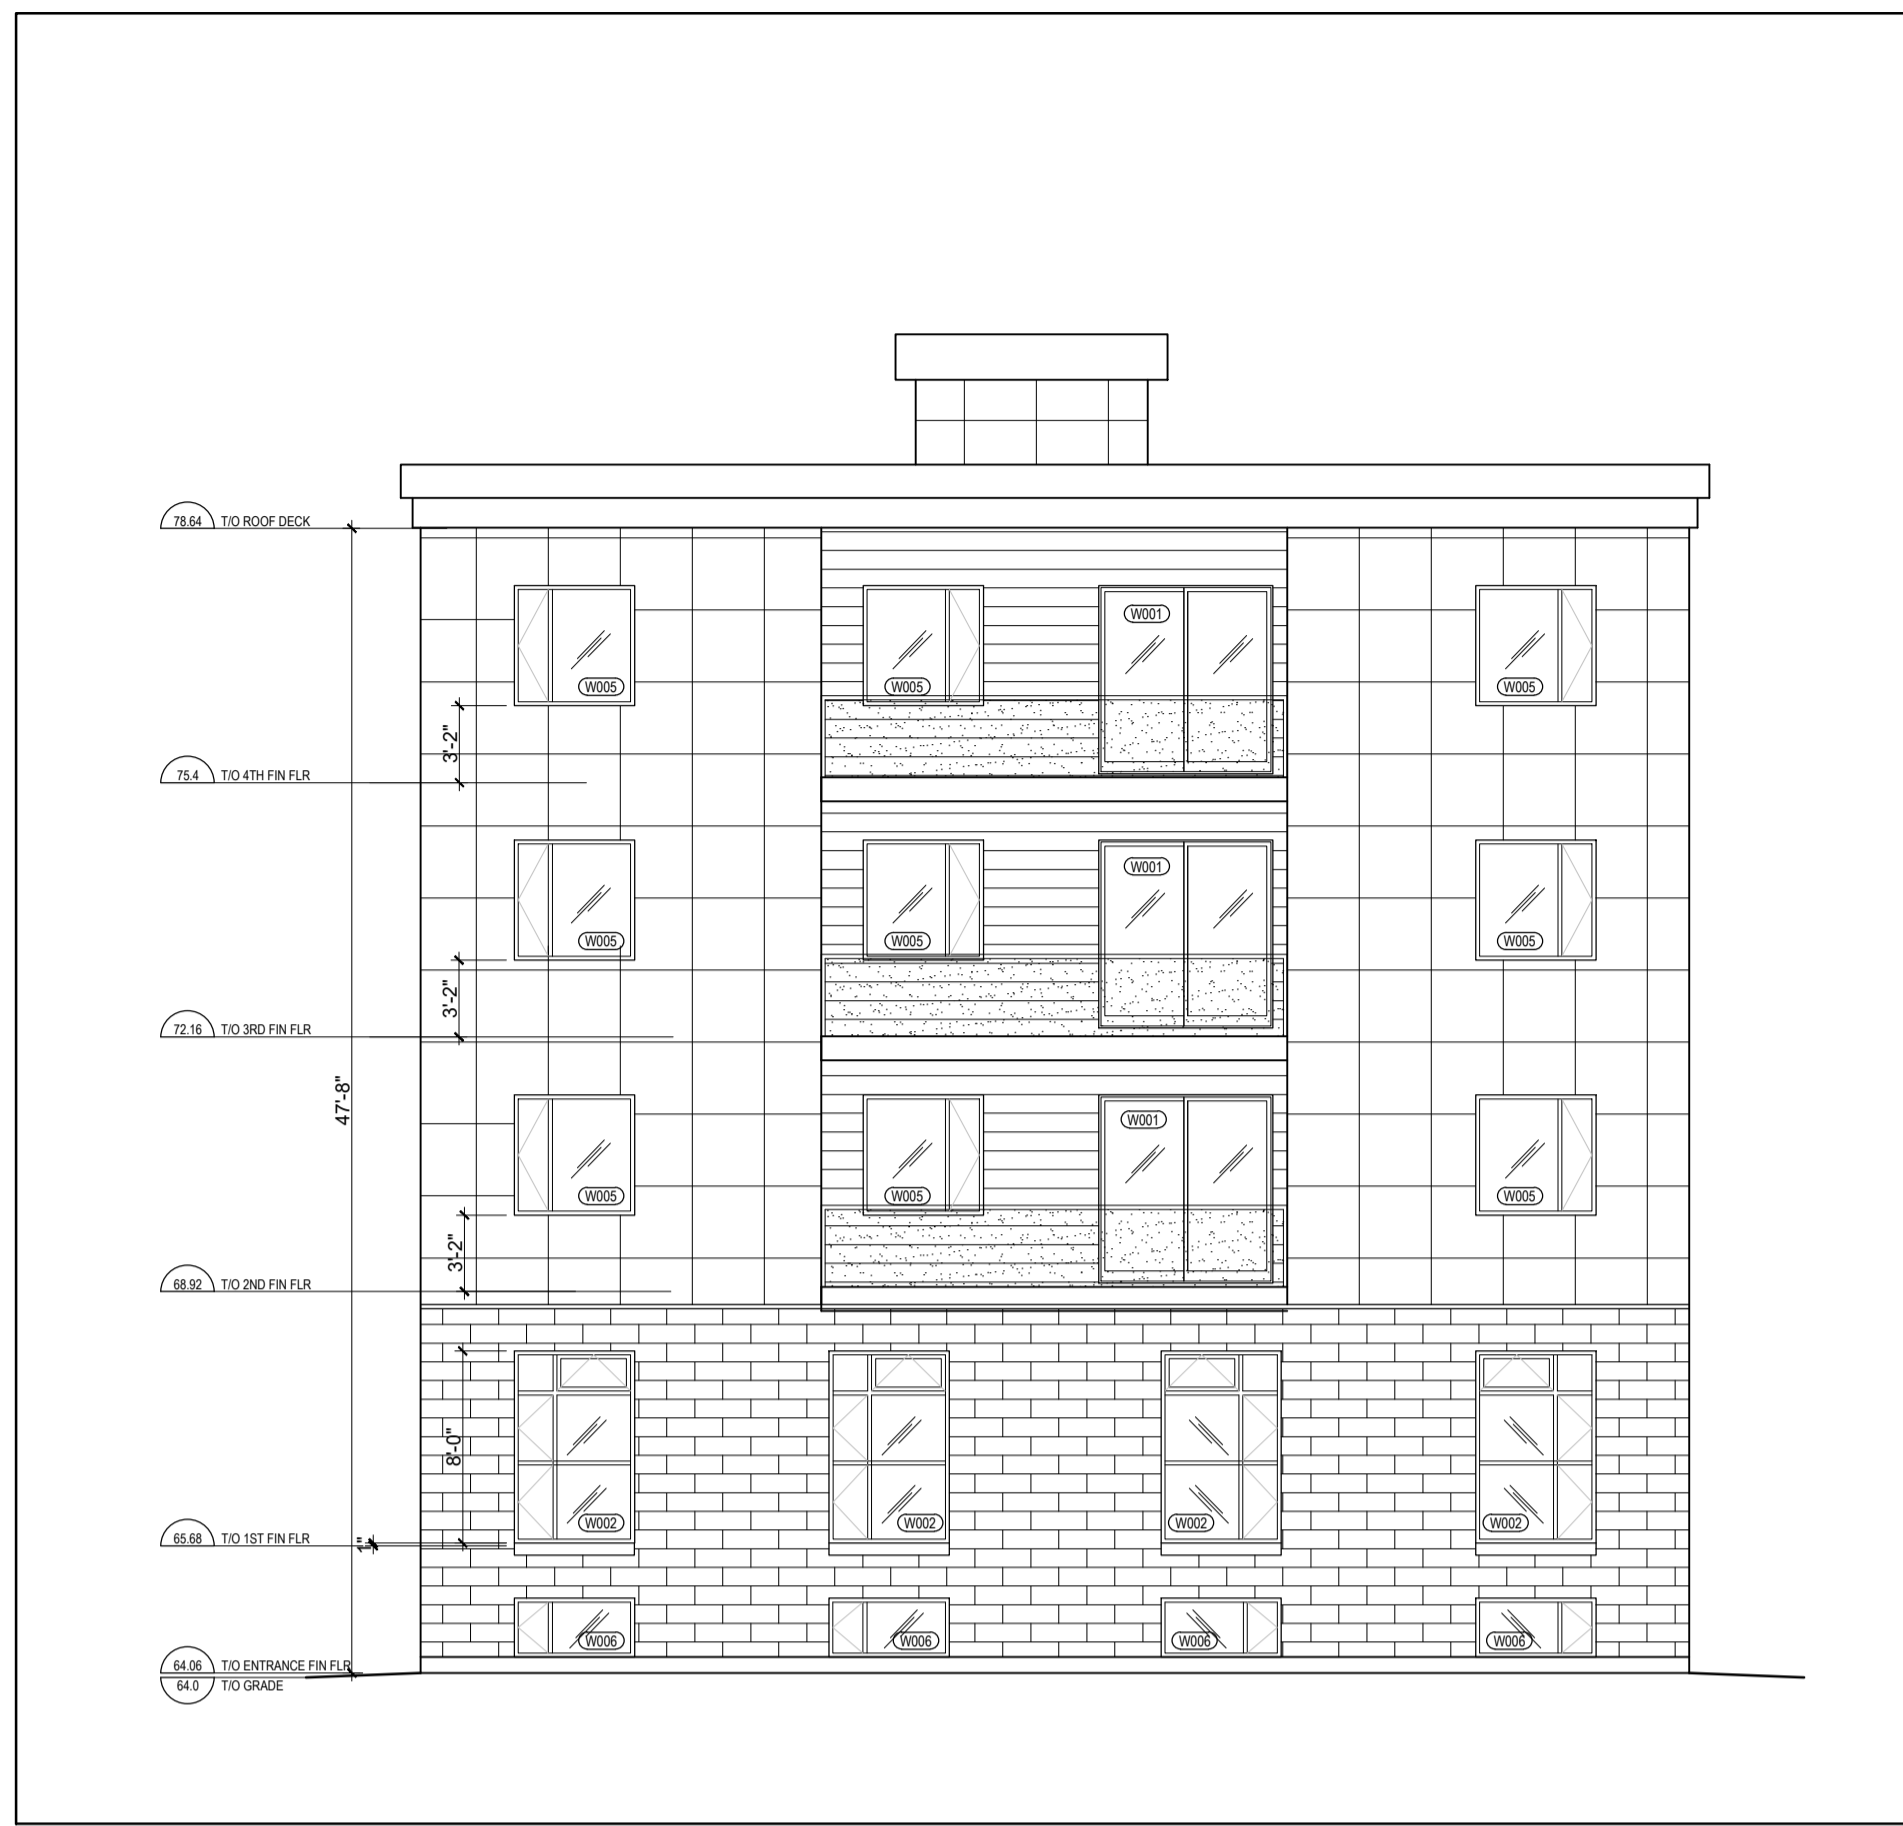 78.64 T/O ROOF DECK
W001
W005 W005 W005
3'-2"
75.4 T/O 4TH FIN FLR
W001
W005 W005 W005
3'-2"
72.16 T/O 3RD FIN FLR
47'-8"
W001
W005 W005 W005
3'-2"
68.92 T/O 2ND FIN FLR
8'-0"
W002 W002 W002 W002
65.68 T/O 1ST FIN FLR
1"
W006 W006 W006 W006
64.06 T/O ENTRANCE FIN FLR
64.0 T/O GRADE